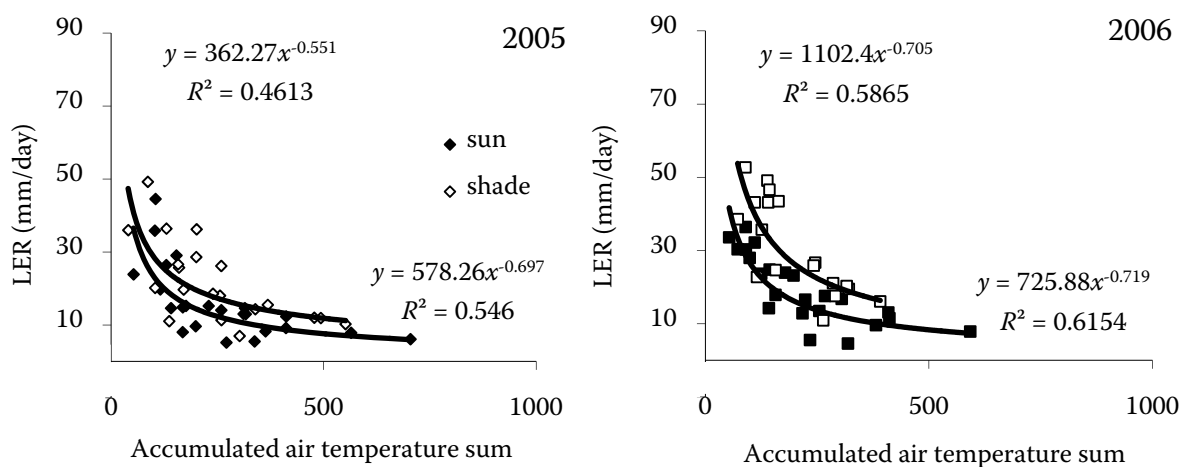 2005
y = 362.27x^-0.551
R² = 0.4613
sun
shade
y = 578.26x^-0.697
R² = 0.546
LER (mm/day)
90
70
50
30
10
0 500 1000
Accumulated air temperature sum
2006
y = 1102.4x^-0.705
R² = 0.5865
y = 725.88x^-0.719
R² = 0.6154
LER (mm/day)
90
70
50
30
10
0 500 1000
Accumulated air temperature sum